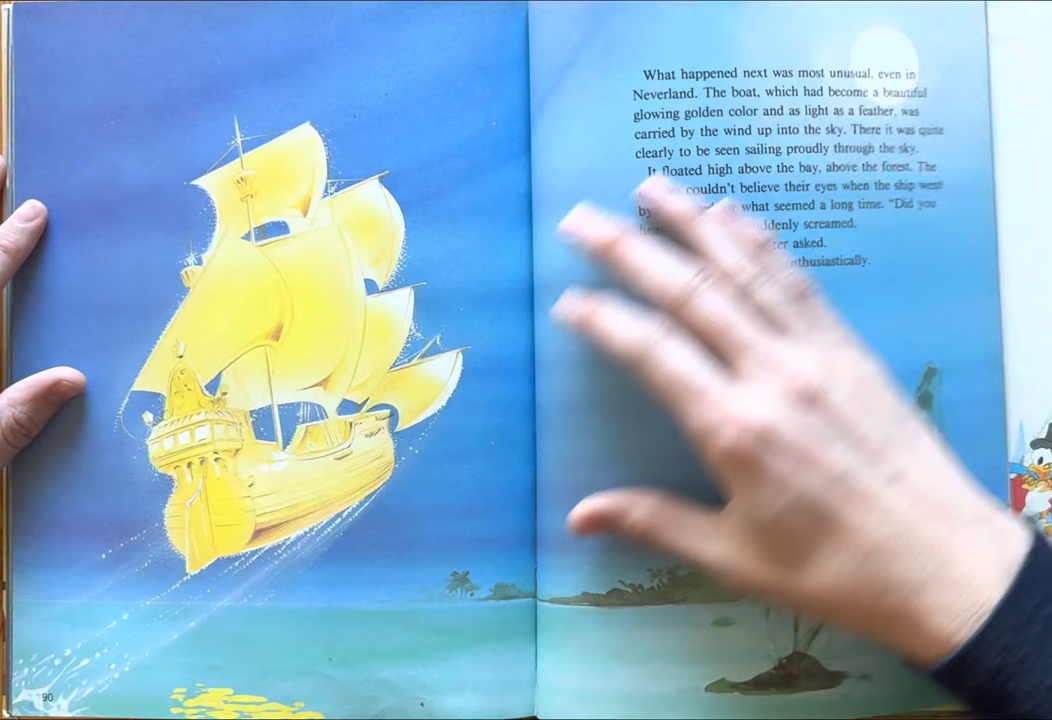 90
What happened next was most unusual, even in
Neverland. The boat, which had become a beautiful
glowing golden color and as light as a feather, was
carried by the wind up into the sky. There it was quite
clearly to be seen sailing proudly through the sky.
It floated high above the bay, above the forest. The
couldn't believe their eyes when the ship went
by what seemed a long time. "Did you
screamed.
asked.